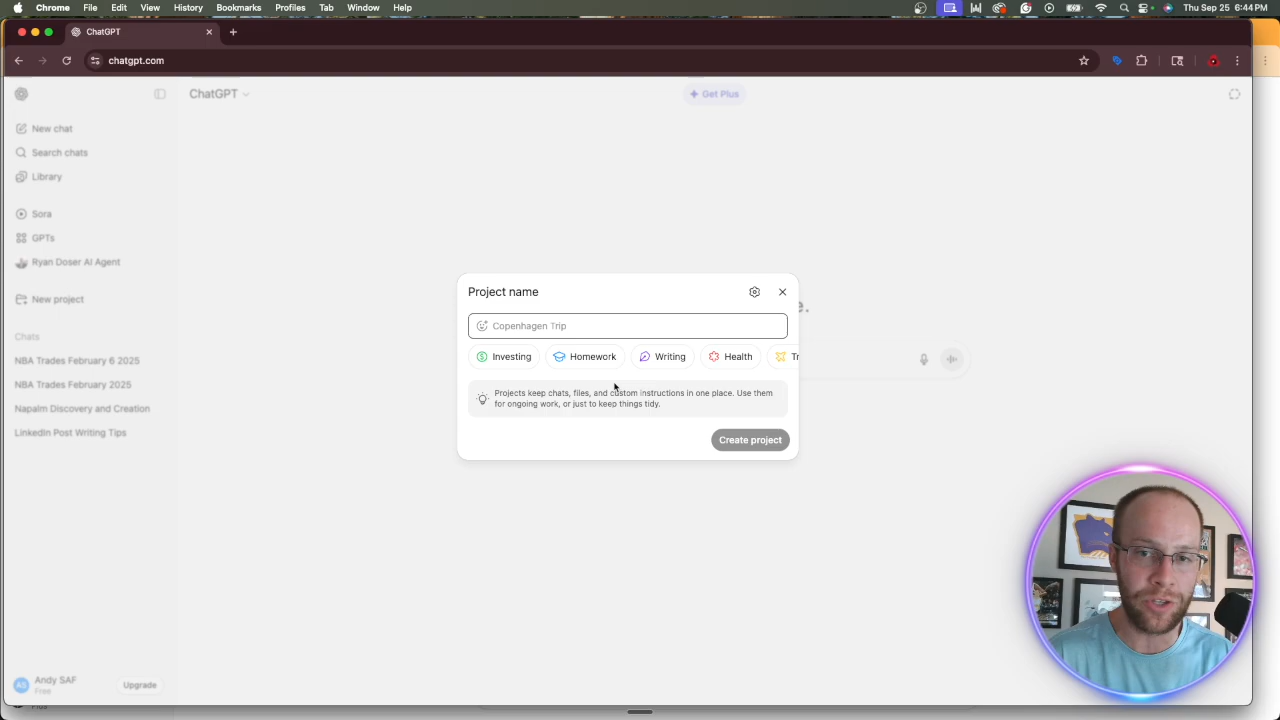 Chrome File Edit View History Bookmarks Profiles Tab Window Help
Thu Sep 25 6:44 PM
ChatGPT
chatgpt.com
ChatGPT
Get Plus
New chat
Search chats
Library
Sora
GPTs
Ryan Doser AI Agent
New project
Chats
NBA Trades February 6 2025
NBA Trades February 2025
Napalm Discovery and Creation
LinkedIn Post Writing Tips
Project name
Copenhagen Trip
Investing Homework Writing Health Tr
Projects keep chats, files, and custom instructions in one place. Use them
for ongoing work, or just to keep things tidy.
Create project
e.
AS
Andy SAF
Free
Upgrade
Plus